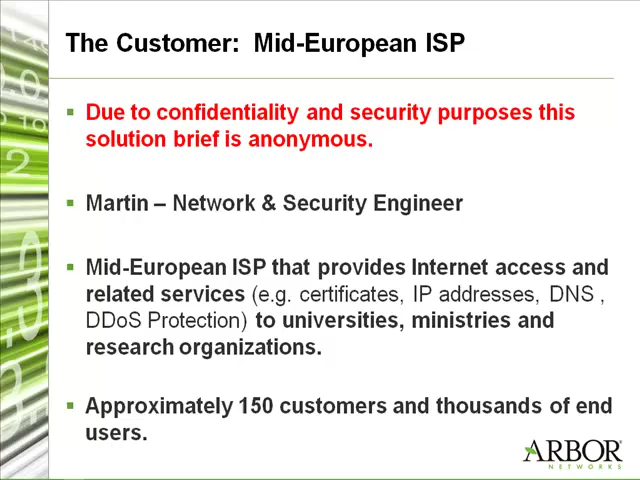 The Customer:  Mid-European ISP
Due to confidentiality and security purposes this
solution brief is anonymous.
Martin – Network & Security Engineer
Mid-European ISP that provides Internet access and
related services (e.g. certificates, IP addresses, DNS ,
DDoS Protection) to universities, ministries and
research organizations.
Approximately 150 customers and thousands of end
users.
ARBOR
NETWORKS